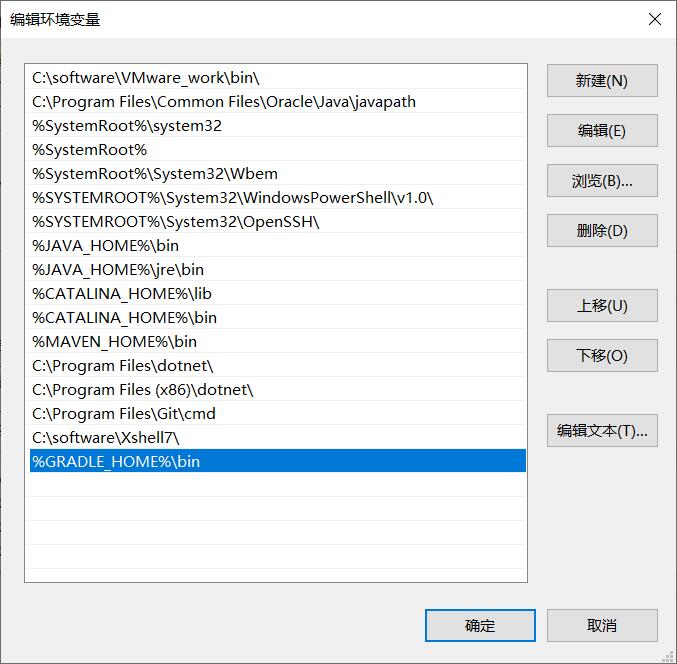 编辑环境变量
C:\software\VMware_work\bin\
C:\Program Files\Common Files\Oracle\Java\javapath
%SystemRoot%\system32
%SystemRoot%
%SystemRoot%\System32\Wbem
%SYSTEMROOT%\System32\WindowsPowerShell\v1.0\
%SYSTEMROOT%\System32\OpenSSH\
%JAVA_HOME%\bin
%JAVA_HOME%\jre\bin
%CATALINA_HOME%\lib
%CATALINA_HOME%\bin
%MAVEN_HOME%\bin
C:\Program Files\dotnet\
C:\Program Files (x86)\dotnet\
C:\Program Files\Git\cmd
C:\software\Xshell7\
%GRADLE_HOME%\bin
新建(N)
编辑(E)
浏览(B)...
删除(D)
上移(U)
下移(O)
编辑文本(T)...
确定
取消